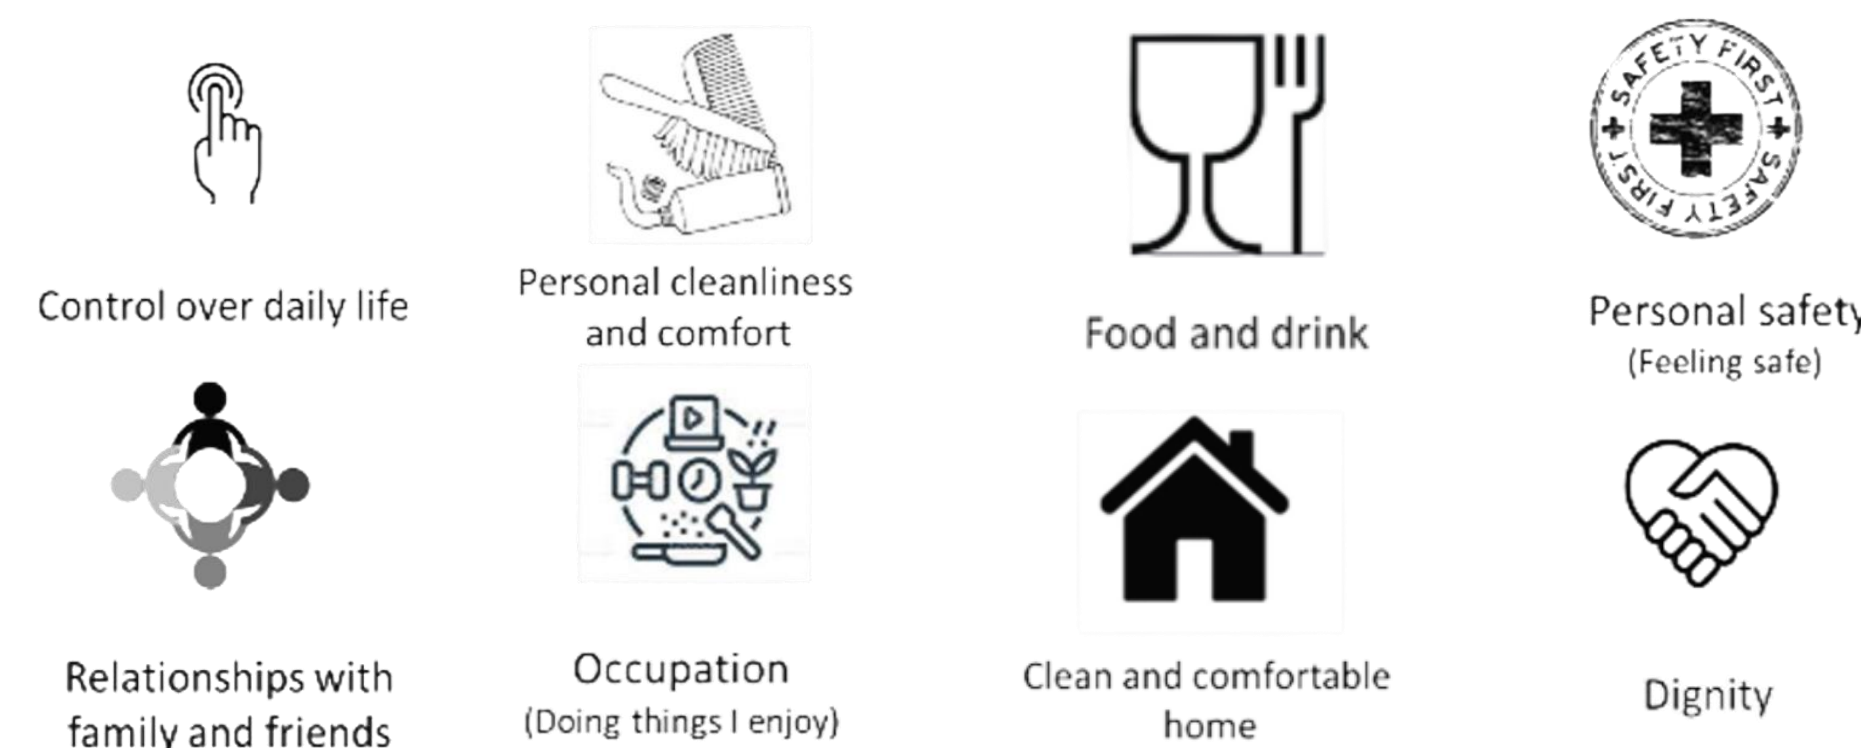 SAFETY FIRST
SAFETY FIRST
Control over daily life
Personal cleanliness
and comfort
Food and drink
Personal safety
(Feeling safe)
Relationships with
family and friends
Occupation
(Doing things I enjoy)
Clean and comfortable
home
Dignity